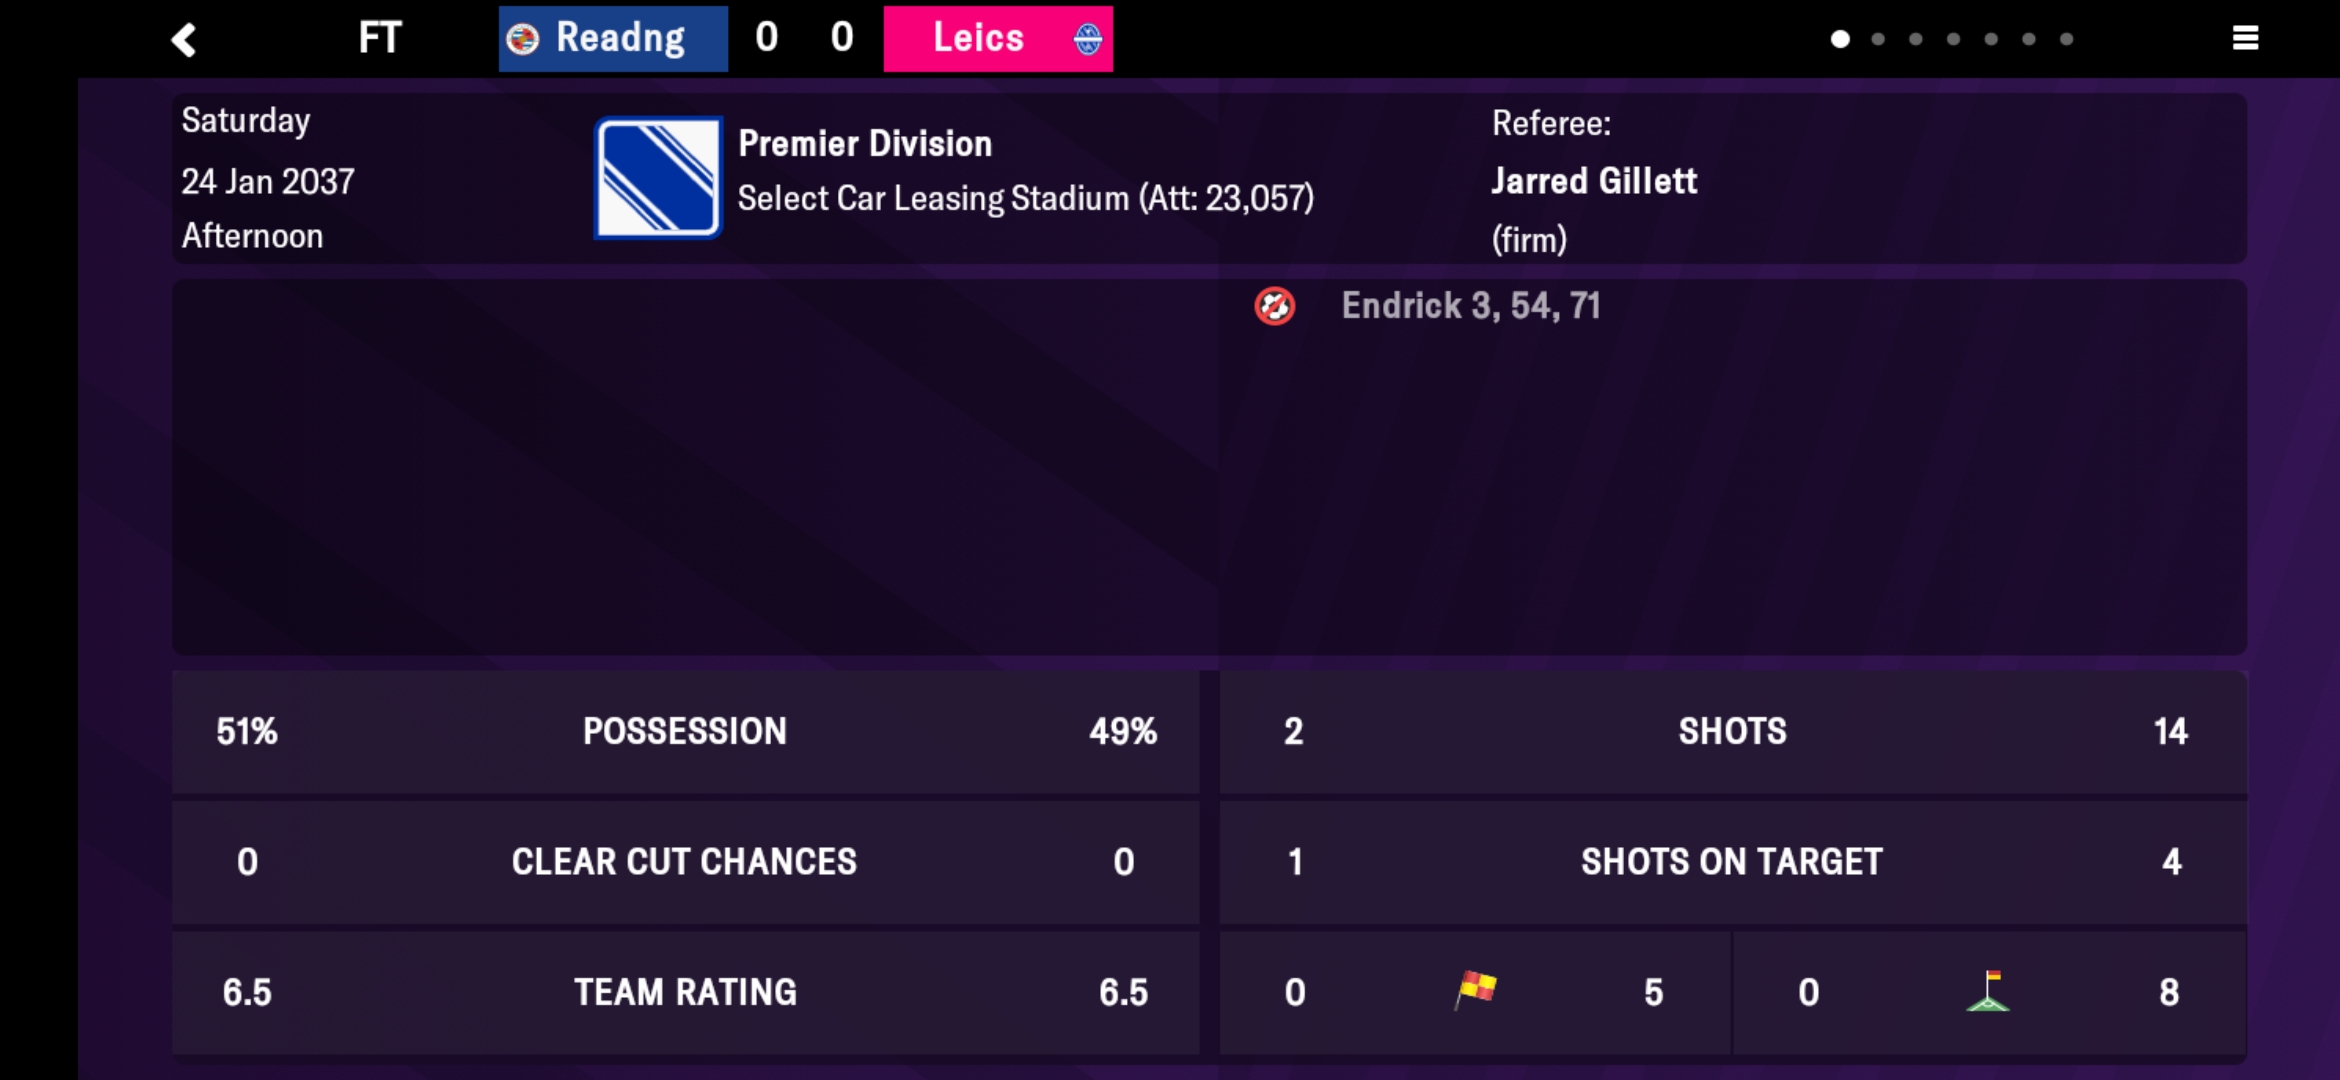 FT Readng 0 0 Leics
Saturday
24 Jan 2037
Afternoon
Premier Division
Select Car Leasing Stadium (Att: 23,057)
Referee:
Jarred Gillett
(firm)
Endrick 3, 54, 71
51% POSSESSION 49%
2 SHOTS 14
0 CLEAR CUT CHANCES 0
1 SHOTS ON TARGET 4
6.5 TEAM RATING 6.5
0 5 0 8